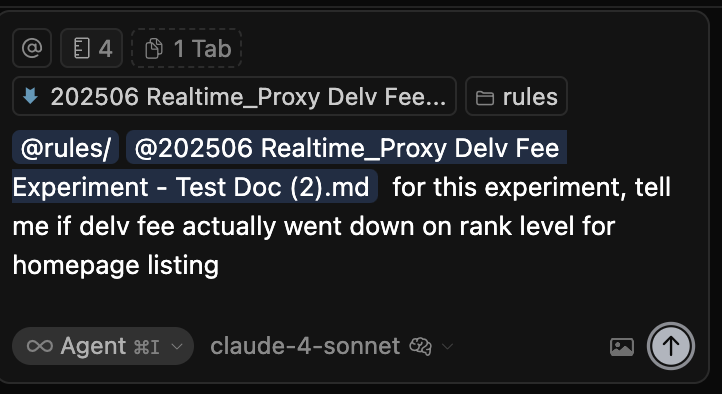 @ 4 1 Tab
202506 Realtime_Proxy Delv Fee... rules
@rules/ @202506 Realtime_Proxy Delv Fee
Experiment - Test Doc (2).md for this experiment, tell
me if delv fee actually went down on rank level for
homepage listing
∞ Agent ⌘I claude-4-sonnet